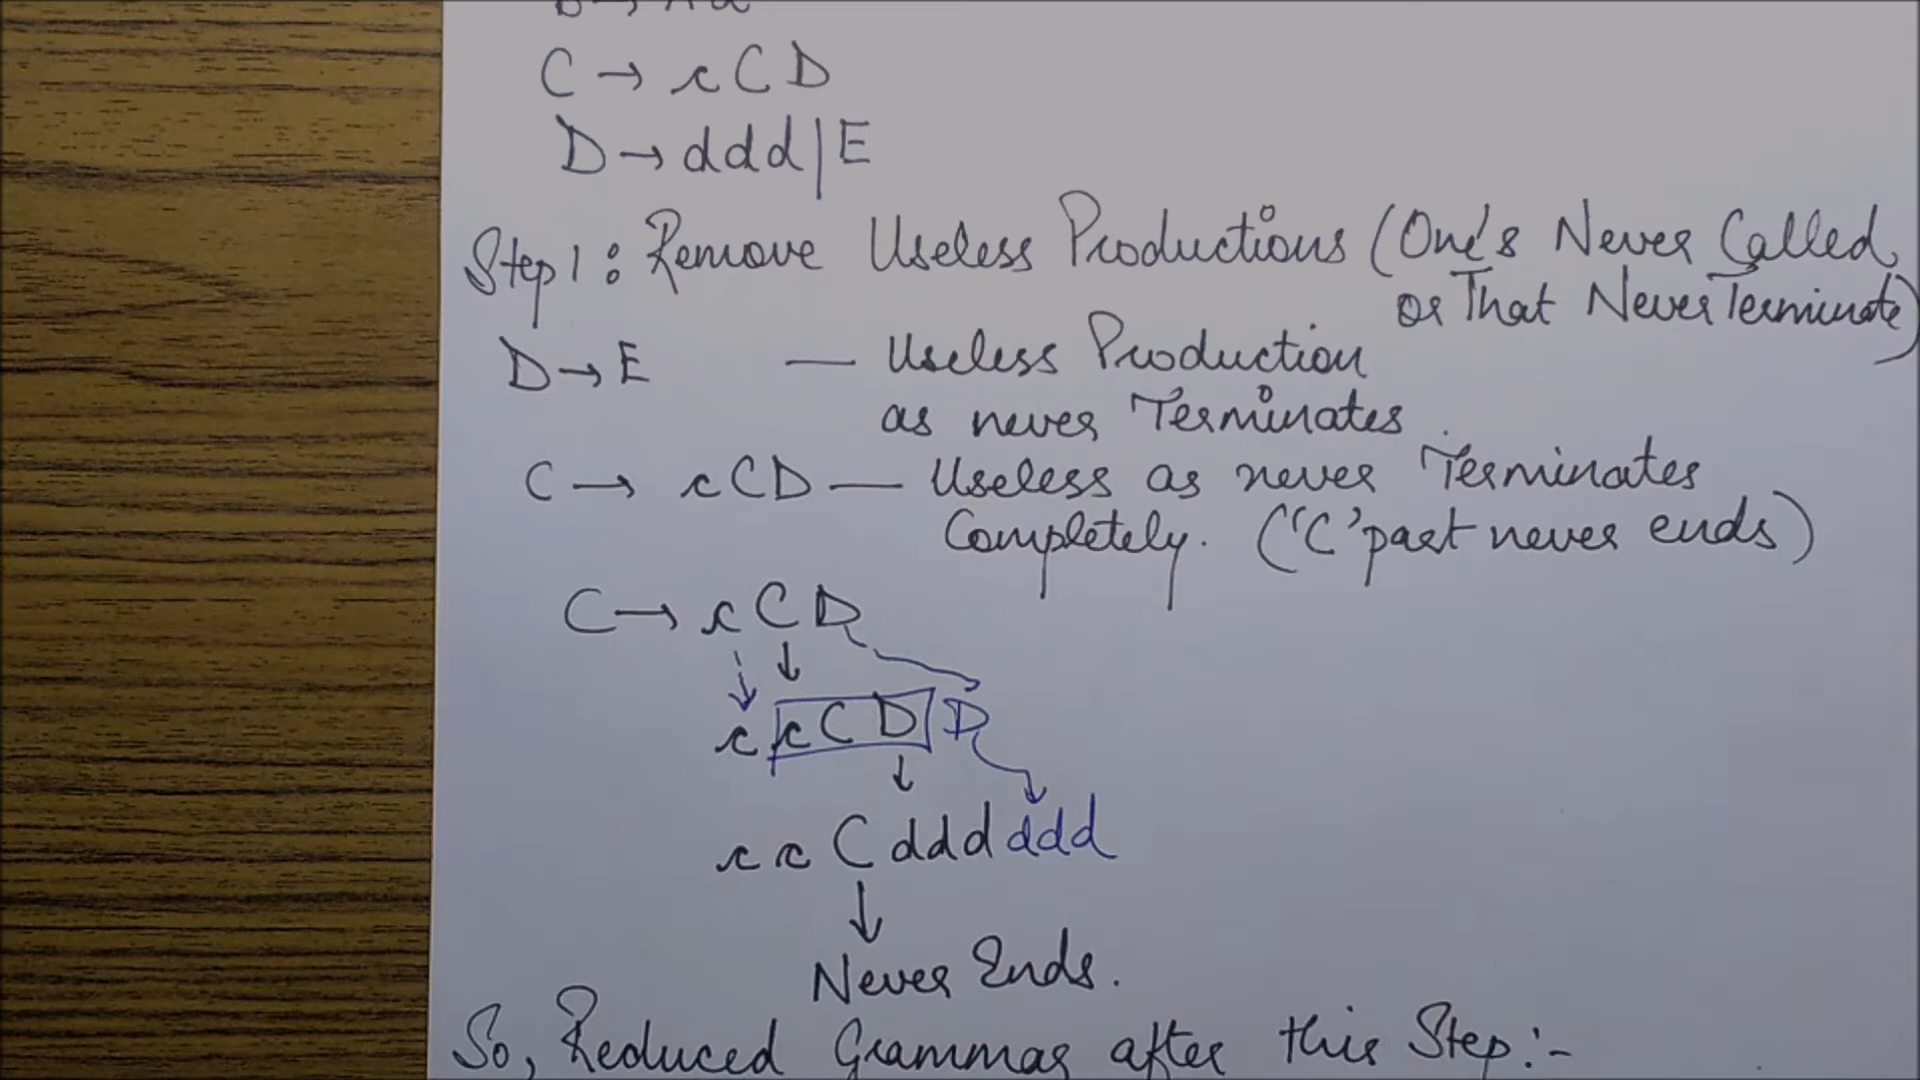 C → cCD
D → ddd|E
Step 1: Remove Useless Productions (One's Never Called,
or That Never Terminate)
D → E — Useless Production
as never Terminates.
C → cCD — Useless as never Terminates
Completely. ('C' part never ends)
C → cCD
c cCD D
c c C ddd ddd
Never Ends.
So, Reduced Grammar after this Step:-